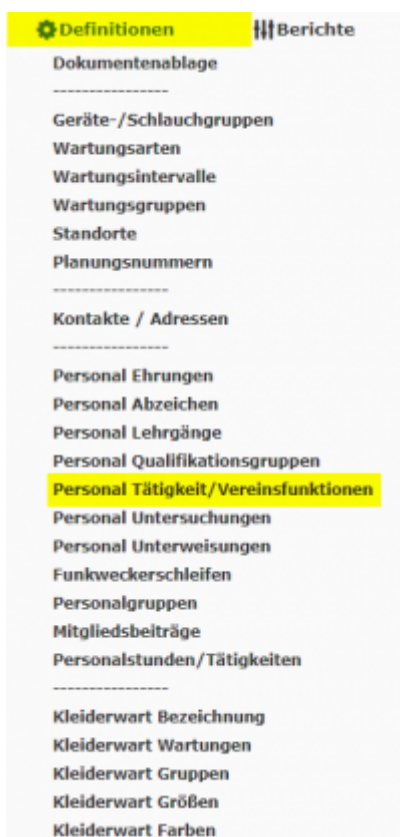 Definitionen Berichte
Dokumentenablage
----------------
Geräte-/Schlauchgruppen
Wartungsarten
Wartungsintervalle
Wartungsgruppen
Standorte
Planungsnummern
----------------
Kontakte / Adressen
----------------
Personal Ehrungen
Personal Abzeichen
Personal Lehrgänge
Personal Qualifikationsgruppen
Personal Tätigkeit/Vereinsfunktionen
Personal Untersuchungen
Personal Unterweisungen
Funkweckerschleifen
Personalgruppen
Mitgliedsbeiträge
Personalstunden/Tätigkeiten
----------------
Kleiderwart Bezeichnung
Kleiderwart Wartungen
Kleiderwart Gruppen
Kleiderwart Größen
Kleiderwart Farben